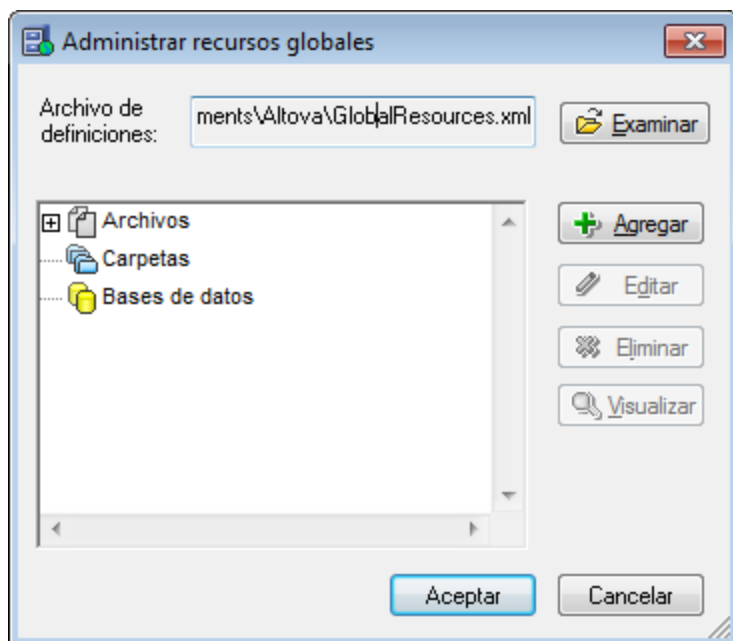 Administrar recursos globales
Archivo de
definiciones:
ments\Altova\GlobalResources.xml
Examinar
Archivos
Carpetas
Bases de datos
Agregar
Editar
Eliminar
Visualizar
Aceptar
Cancelar